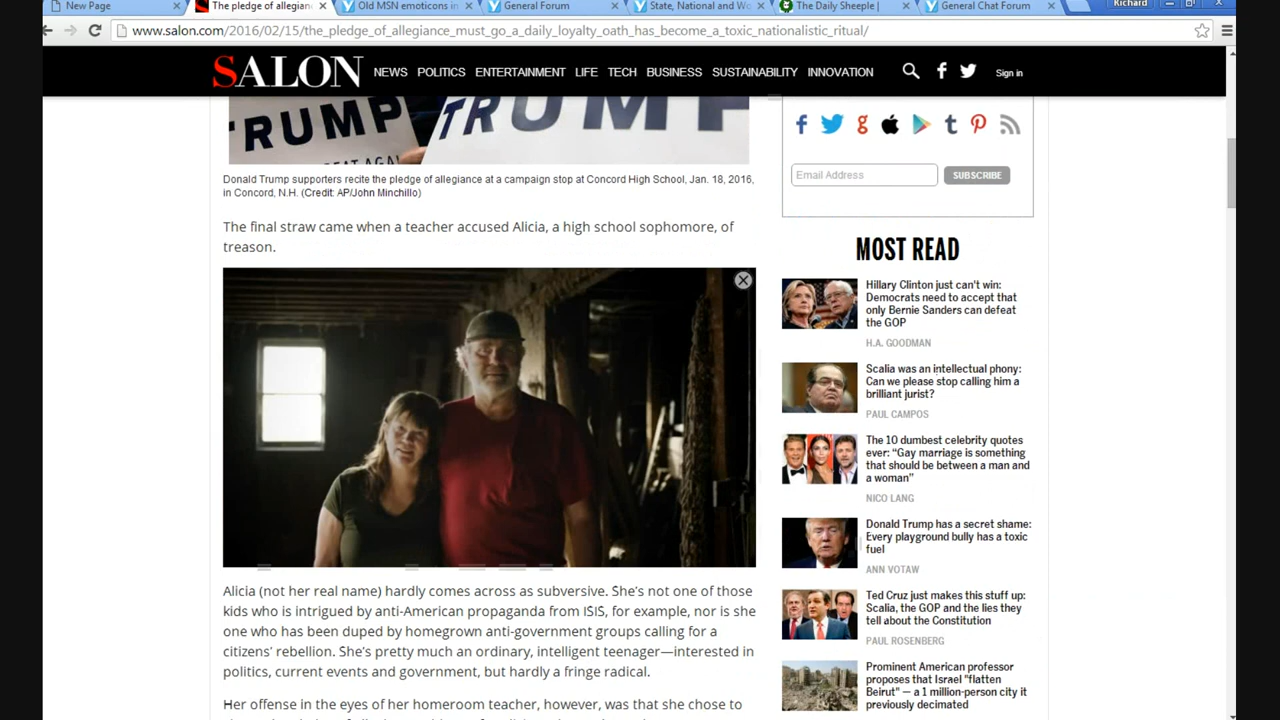 New Page
The pledge of allegian
Old MSN emoticons in
General Forum
State, National and Wo
The Daily Sheeple |
General Chat Forum
Richard
www.salon.com/2016/02/15/the_pledge_of_allegiance_must_go_a_daily_loyalty_oath_has_become_a_toxic_nationalistic_ritual/
SALON
NEWS POLITICS ENTERTAINMENT LIFE TECH BUSINESS SUSTAINABILITY INNOVATION
Sign in
TRUMP TRUMP
Donald Trump supporters recite the pledge of allegiance at a campaign stop at Concord High School, Jan. 18, 2016,
in Concord, N.H. (Credit: AP/John Minchillo)
The final straw came when a teacher accused Alicia, a high school sophomore, of
treason.
Alicia (not her real name) hardly comes across as subversive. She's not one of those
kids who is intrigued by anti-American propaganda from ISIS, for example, nor is she
one who has been duped by homegrown anti-government groups calling for a
citizens' rebellion. She's pretty much an ordinary, intelligent teenager—interested in
politics, current events and government, but hardly a fringe radical.
Her offense in the eyes of her homeroom teacher, however, was that she chose to
Email Address
SUBSCRIBE
MOST READ
Hillary Clinton just can't win:
Democrats need to accept that
only Bernie Sanders can defeat
the GOP
H.A. GOODMAN
Scalia was an intellectual phony:
Can we please stop calling him a
brilliant jurist?
PAUL CAMPOS
The 10 dumbest celebrity quotes
ever: “Gay marriage is something
that should be between a man and
a woman”
NICO LANG
Donald Trump has a secret shame:
Every playground bully has a toxic
fuel
ANN VOTAW
Ted Cruz just makes this stuff up:
Scalia, the GOP and the lies they
tell about the Constitution
PAUL ROSENBERG
Prominent American professor
proposes that Israel "flatten
Beirut" — a 1 million-person city it
previously decimated